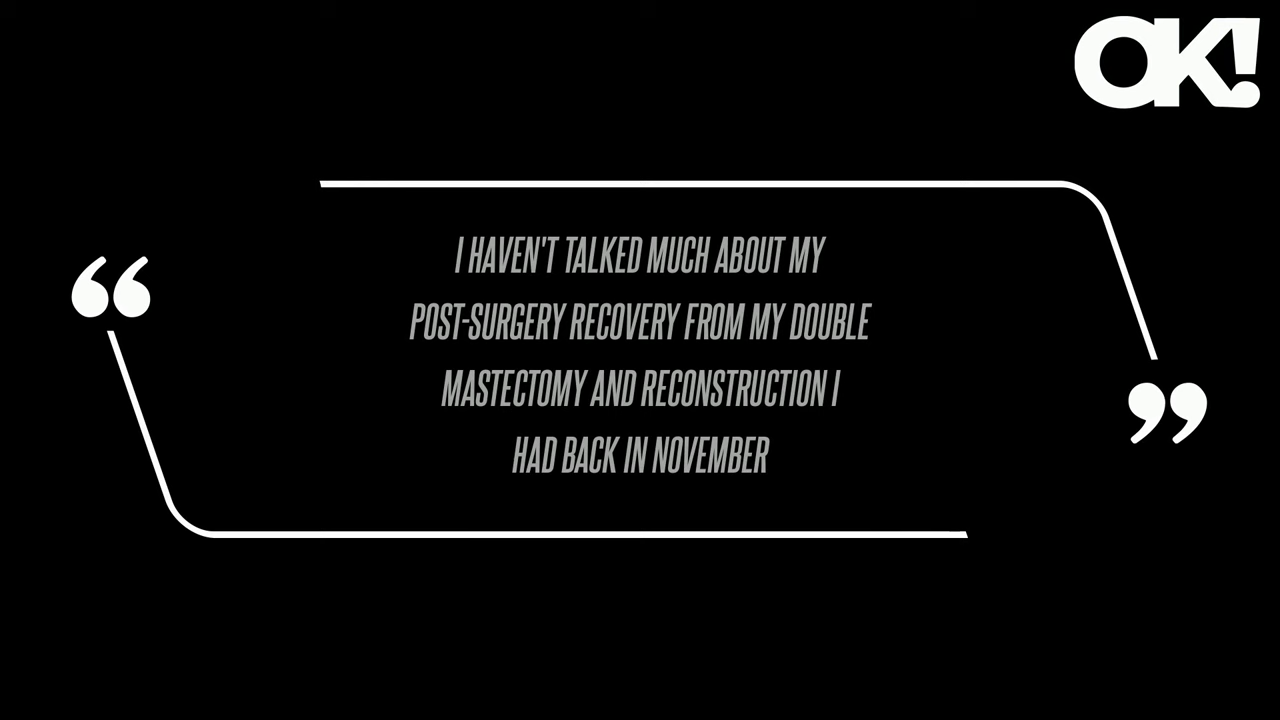 OK!
“
I HAVEN'T TALKED MUCH ABOUT MY
POST-SURGERY RECOVERY FROM MY DOUBLE
MASTECTOMY AND RECONSTRUCTION I
HAD BACK IN NOVEMBER
”